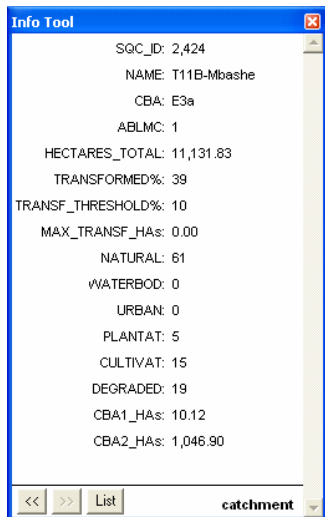 Info Tool
SQC_ID: 2,424
NAME: T11B-Mbashe
CBA: E3a
ABLMC: 1
HECTARES_TOTAL: 11,131.83
TRANSFORMED%: 39
TRANSF_THRESHOLD%: 10
MAX_TRANSF_HAs: 0.00
NATURAL: 61
WATERBOD: 0
URBAN: 0
PLANTAT: 5
CULTIVAT: 15
DEGRADED: 19
CBA1_HAs: 10.12
CBA2_HAs: 1,046.90
<< >> List catchment